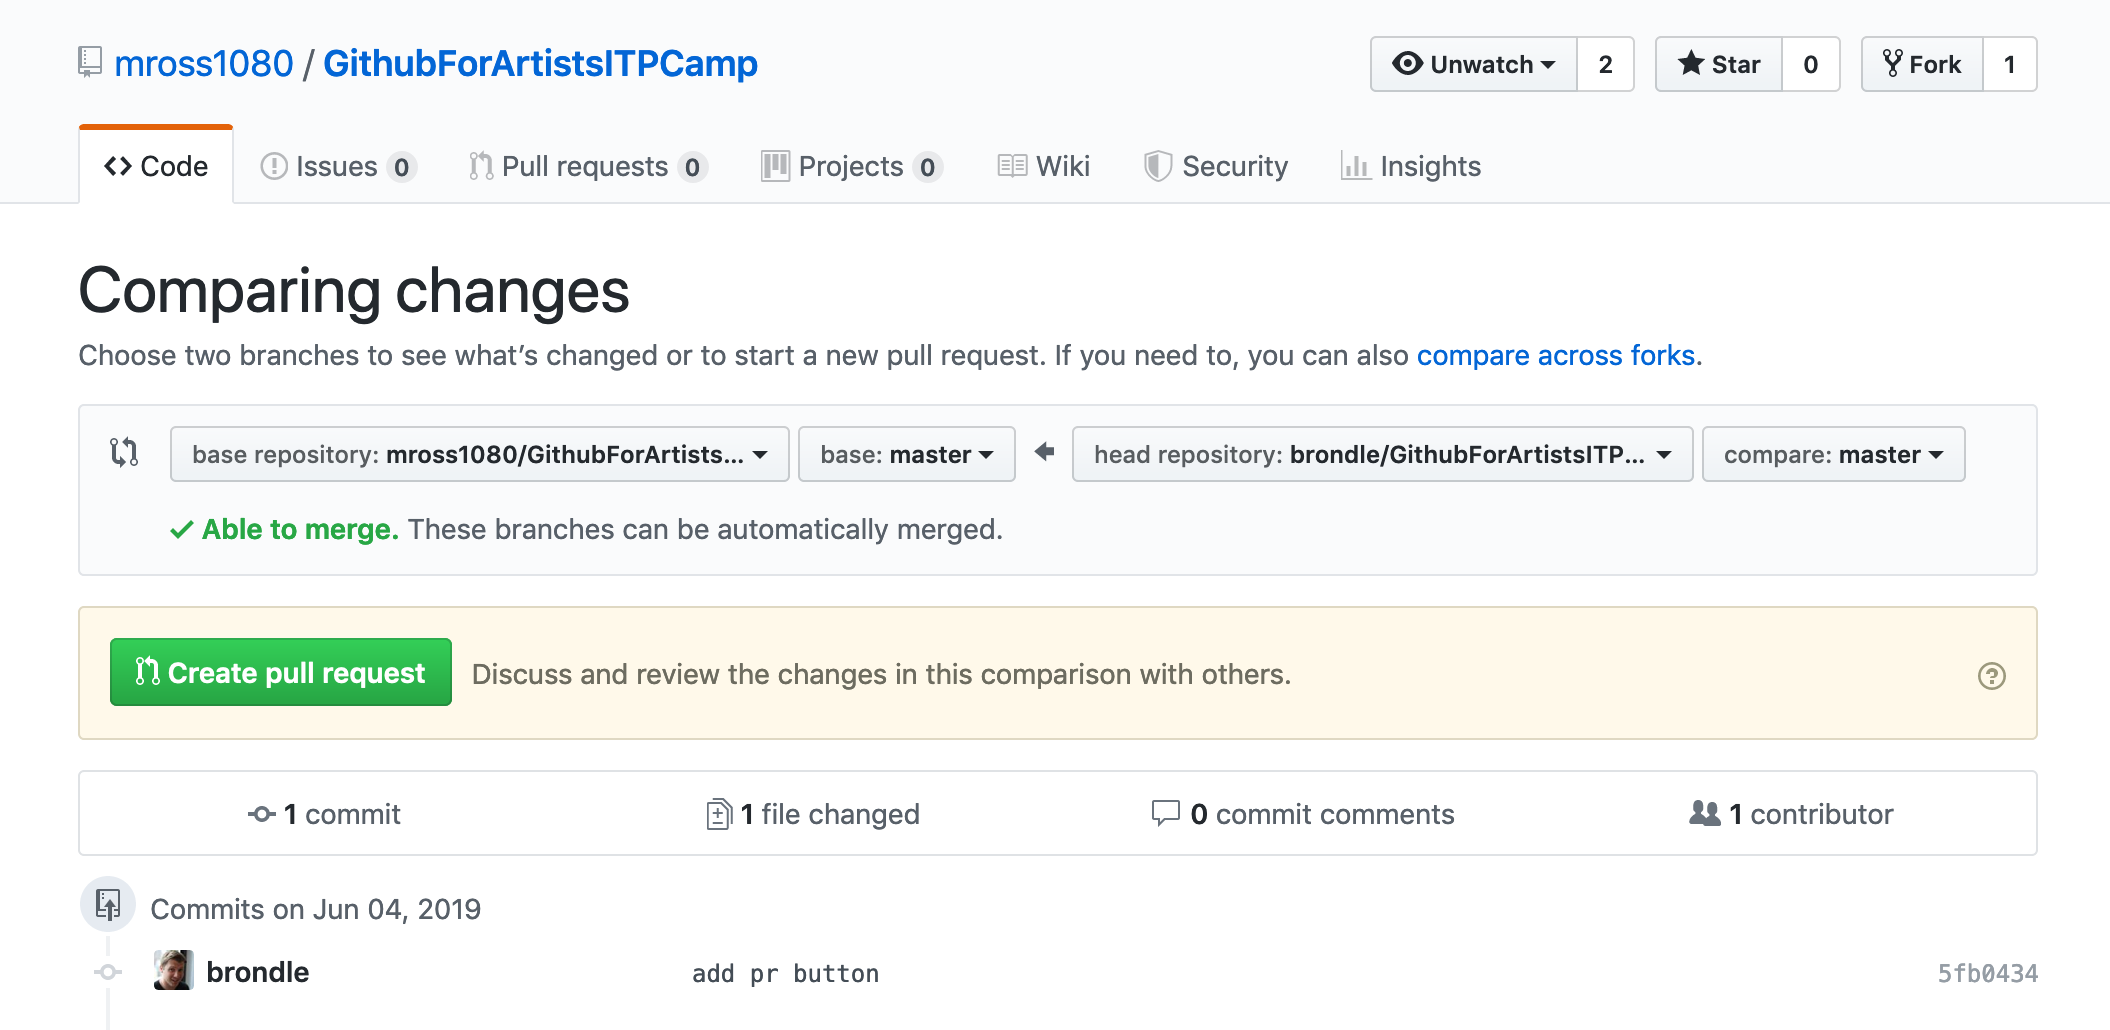 mross1080 / GithubForArtistsITPCamp
Unwatch 2 Star 0 Fork 1
Code Issues 0 Pull requests 0 Projects 0 Wiki Security Insights
Comparing changes
Choose two branches to see what’s changed or to start a new pull request. If you need to, you can also compare across forks.
base repository: mross1080/GithubForArtists... base: master head repository: brondle/GithubForArtistsITP... compare: master
Able to merge. These branches can be automatically merged.
Create pull request Discuss and review the changes in this comparison with others. ?
1 commit 1 file changed 0 commit comments 1 contributor
Commits on Jun 04, 2019
brondle add pr button 5fb0434